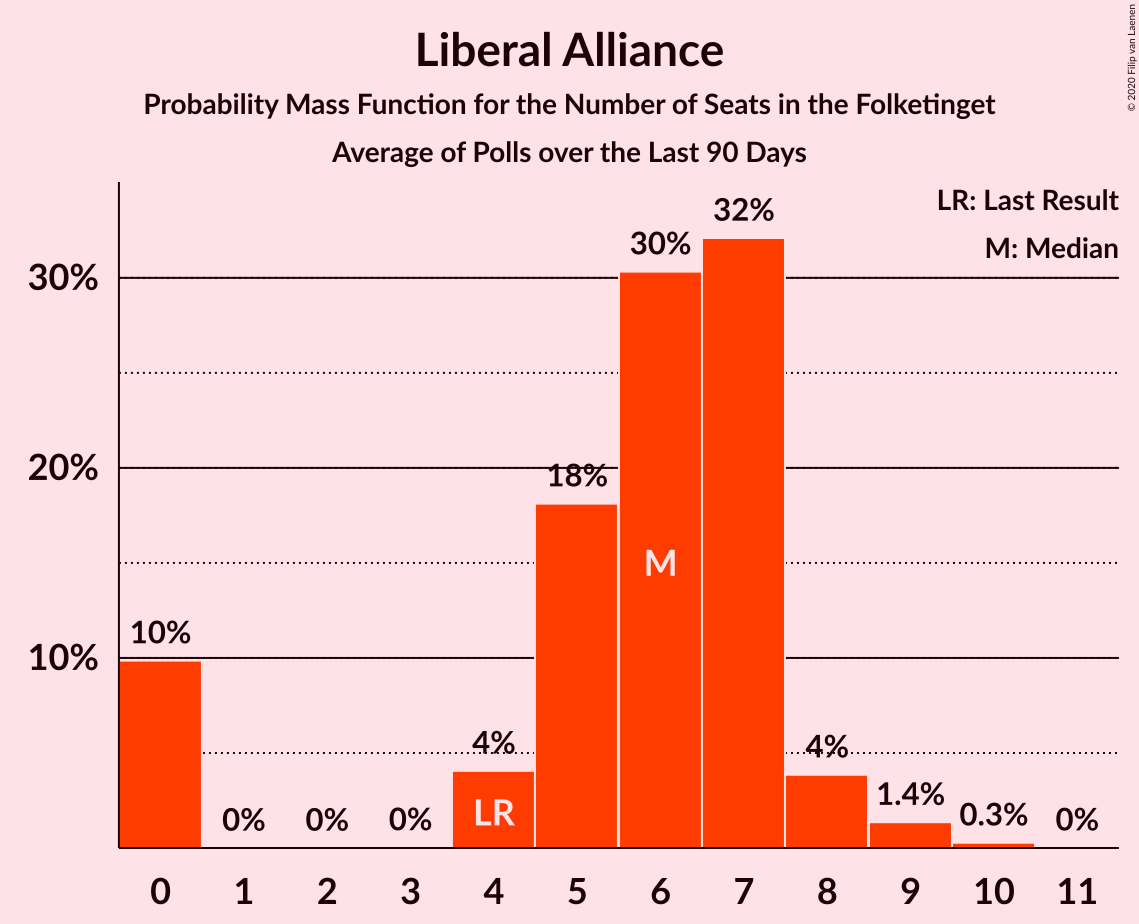 Liberal Alliance
Probability Mass Function for the Number of Seats in the Folketinget
Average of Polls over the Last 90 Days
© 2020 Filip van Laenen
LR: Last Result
M: Median
30%
20%
10%
10%
0%
0%
0%
4%
18%
30%
32%
4%
1.4%
0.3%
0%
LR
M
0 1 2 3 4 5 6 7 8 9 10 11